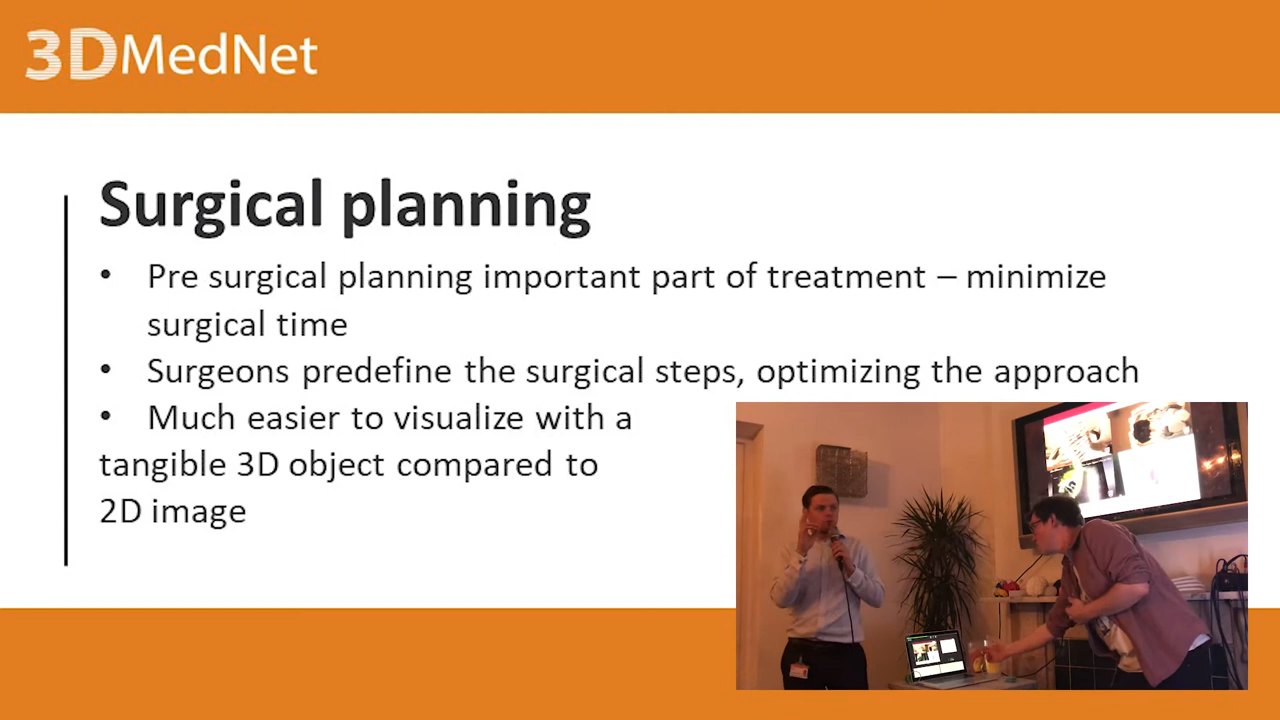 3DMedNet
Surgical planning
• Pre surgical planning important part of treatment – minimize
surgical time
• Surgeons predefine the surgical steps, optimizing the approach
• Much easier to visualize with a
tangible 3D object compared to
2D image